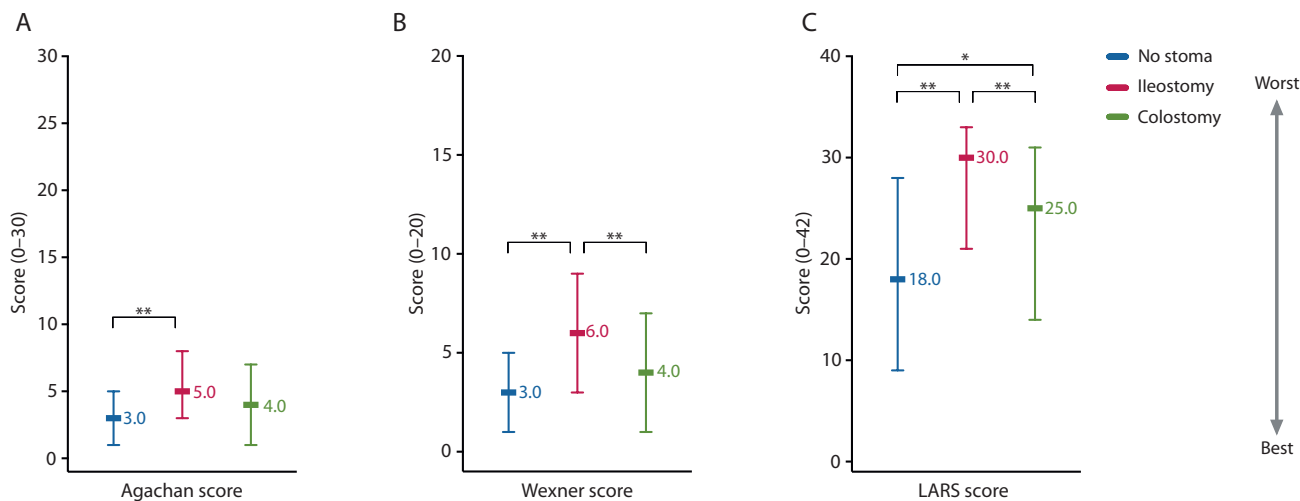 A
Score (0–30)
30
25
20
15
10
5
0
**
3.0
5.0
4.0
Agachan score
B
Score (0–20)
20
15
10
5
0
**
**
3.0
6.0
4.0
Wexner score
C
Score (0–42)
40
30
20
10
0
*
**
**
18.0
30.0
25.0
LARS score
No stoma
Ileostomy
Colostomy
Worst
Best